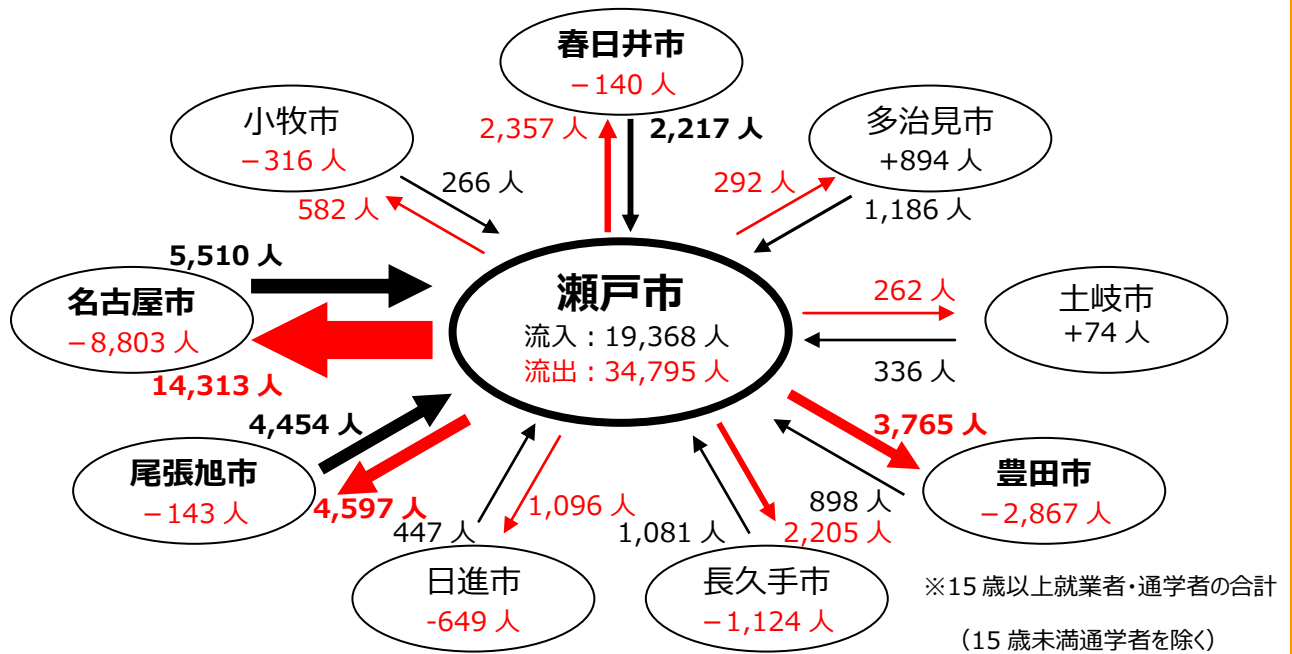 春日井市
－140 人
2,357 人
2,217 人
小牧市
－316 人
266 人
582 人
多治見市
+894 人
292 人
1,186 人
5,510 人
名古屋市
－8,803 人
14,313 人
瀬戸市
流入：19,368 人
流出：34,795 人
262 人
土岐市
+74 人
336 人
4,454 人
尾張旭市
－143 人
4,597 人
3,765 人
豊田市
－2,867 人
898 人
447 人
1,096 人
日進市
-649 人
1,081 人
2,205 人
長久手市
－1,124 人
※15 歳以上就業者・通学者の合計
（15 歳未満通学者を除く）